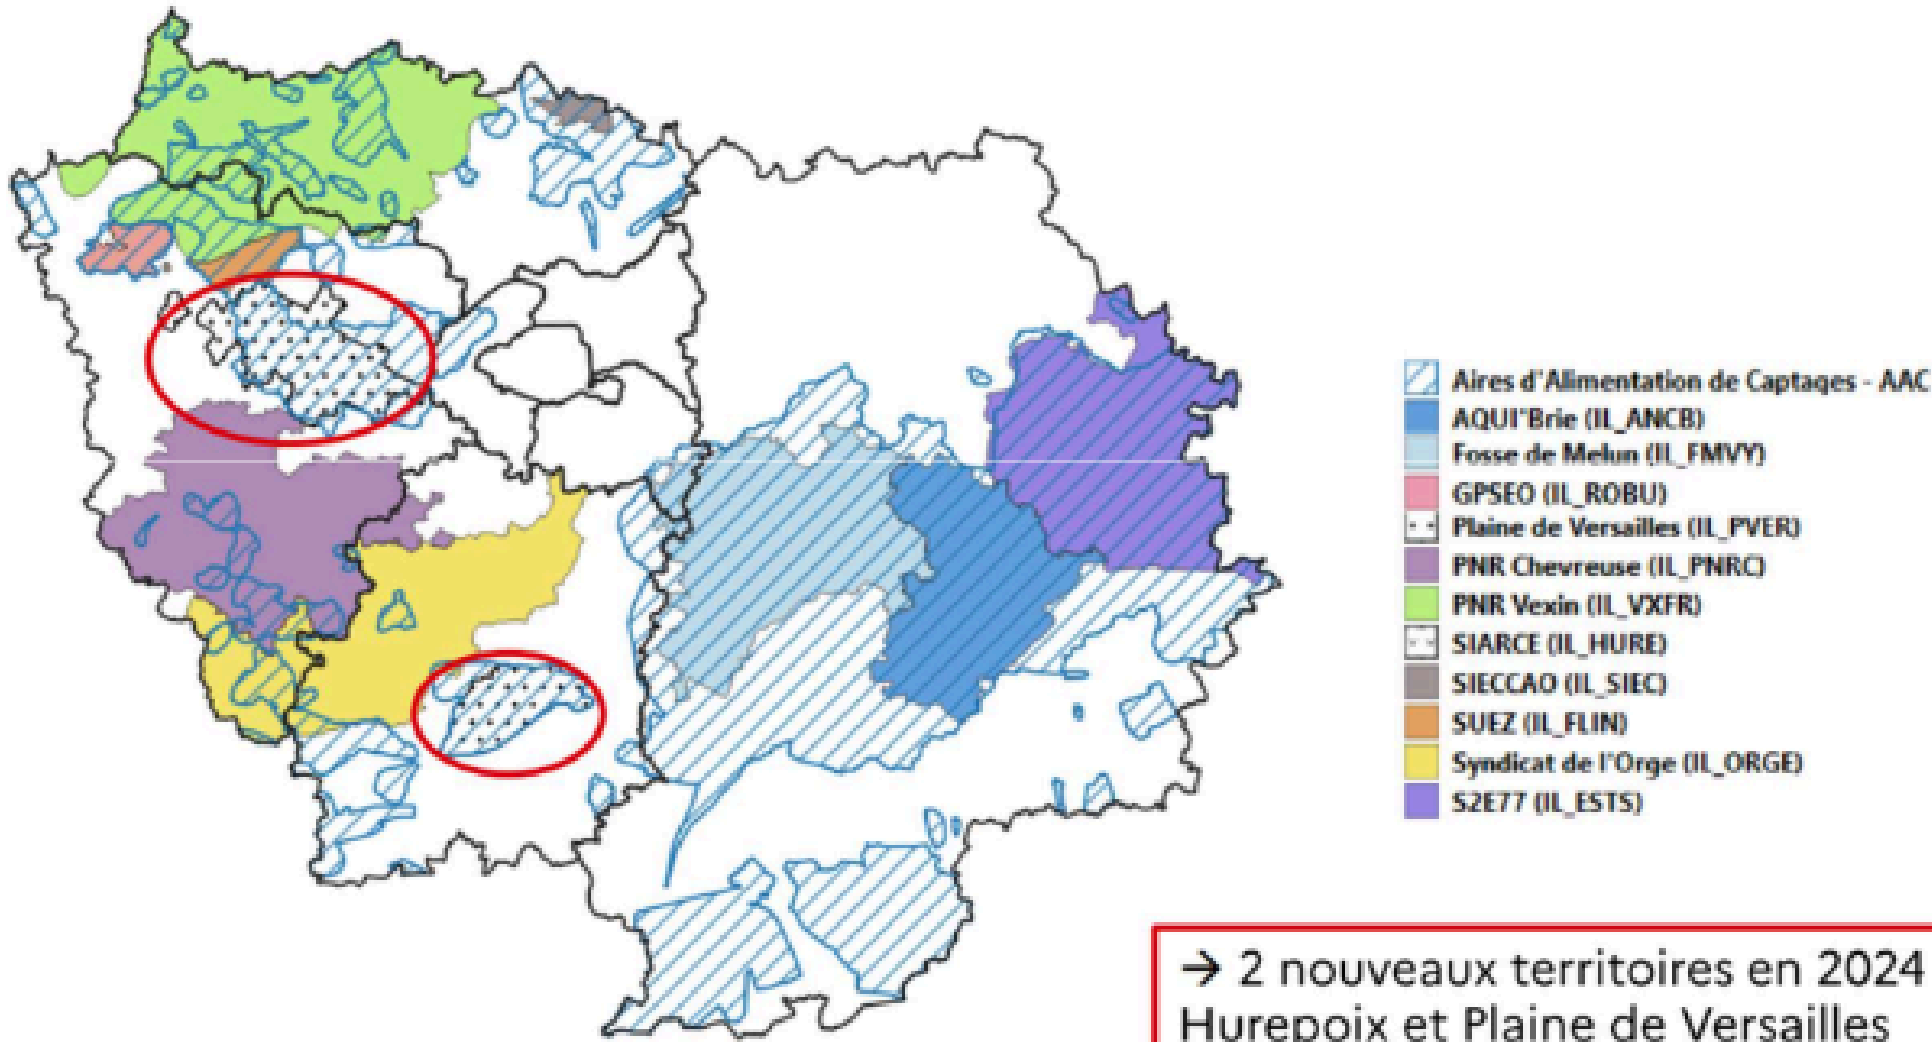 Aires d'Alimentation de Captages - AAC
AQUI'Brie (IL_ANCB)
Fosse de Melun (IL_FMVY)
GPSEO (IL_ROBU)
Plaine de Versailles (IL_PVER)
PNR Chevreuse (IL_PNRC)
PNR Vexin (IL_VXFR)
SIARCE (IL_HURE)
SIECCAO (IL_SIEC)
SUEZ (IL_FLIN)
Syndicat de l'Orge (IL_ORGE)
S2E77 (IL_ESTS)
→ 2 nouveaux territoires en 2024
Hurepoix et Plaine de Versailles